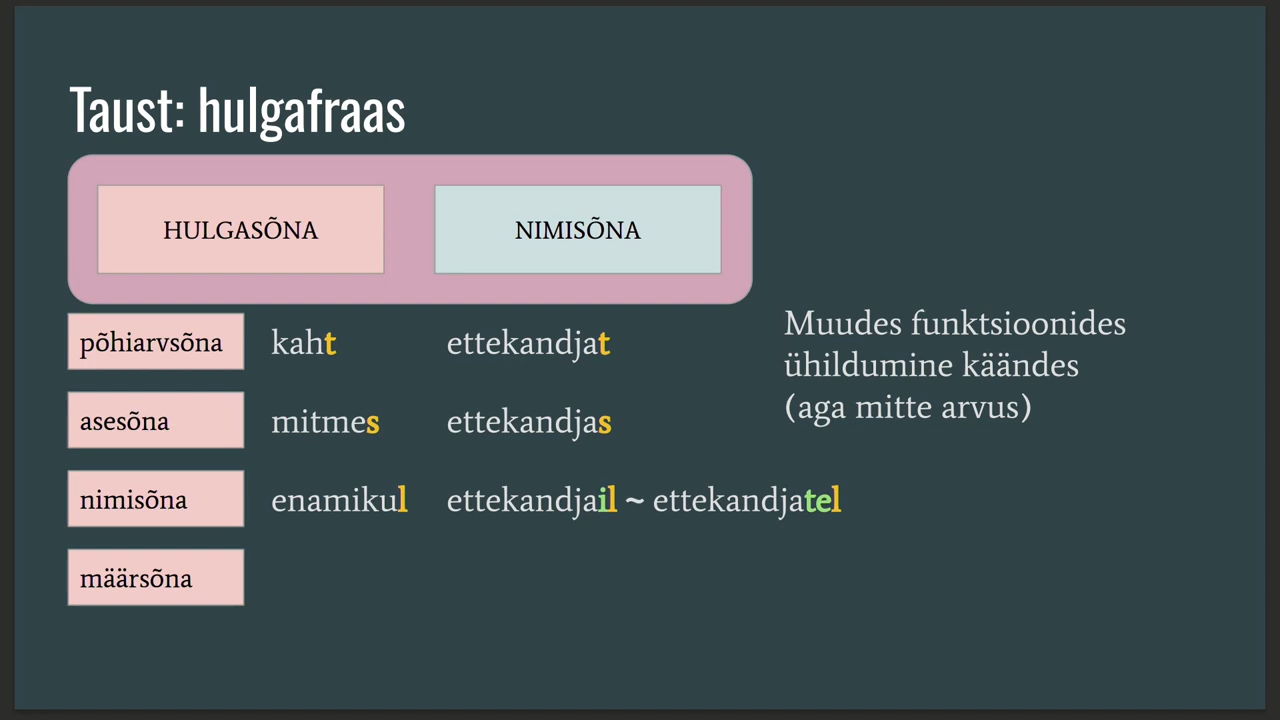 Taust: hulgafraas
HULGASÕNA NIMISÕNA
põhiarvsõna kaht ettekandjat
asesõna mitmes ettekandjas
nimisõna enamikul ettekandjail ~ ettekandjatel
määrsõna
Muudes funktsioonides
ühildumine käändes
(aga mitte arvus)